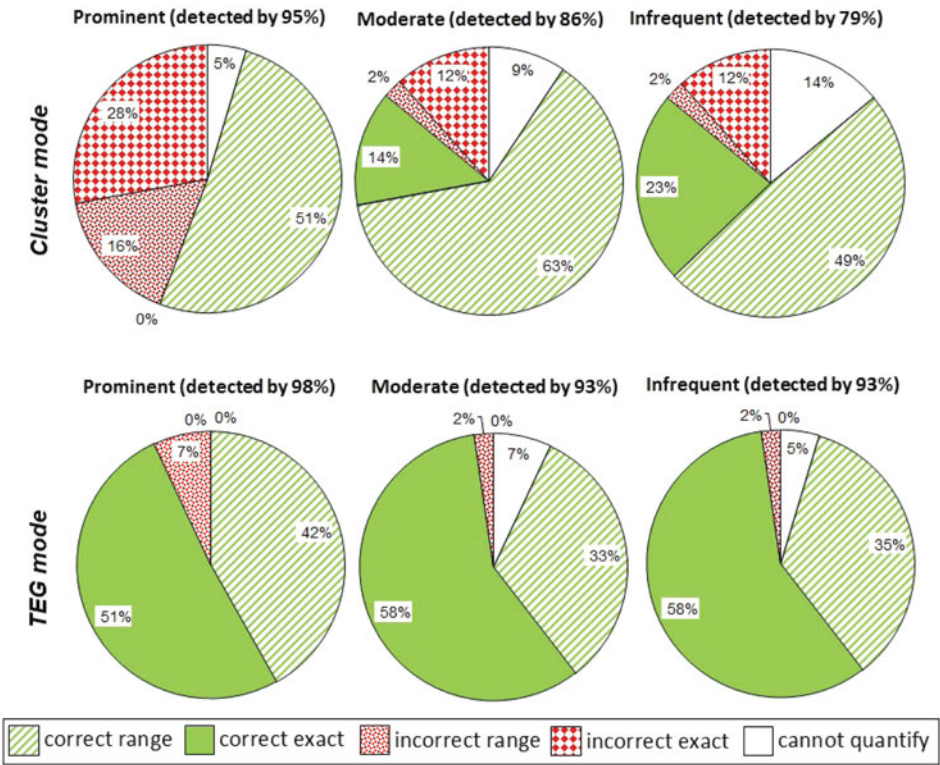 Prominent (detected by 95%)
Moderate (detected by 86%)
Infrequent (detected by 79%)
Cluster mode
5%
28%
51%
16%
0%
2%
12%
9%
14%
63%
2%
12%
14%
23%
49%
Prominent (detected by 98%)
Moderate (detected by 93%)
Infrequent (detected by 93%)
TEG mode
0% 0%
7%
42%
51%
2% 0%
7%
33%
58%
2% 0%
5%
35%
58%
correct range
correct exact
incorrect range
incorrect exact
cannot quantify